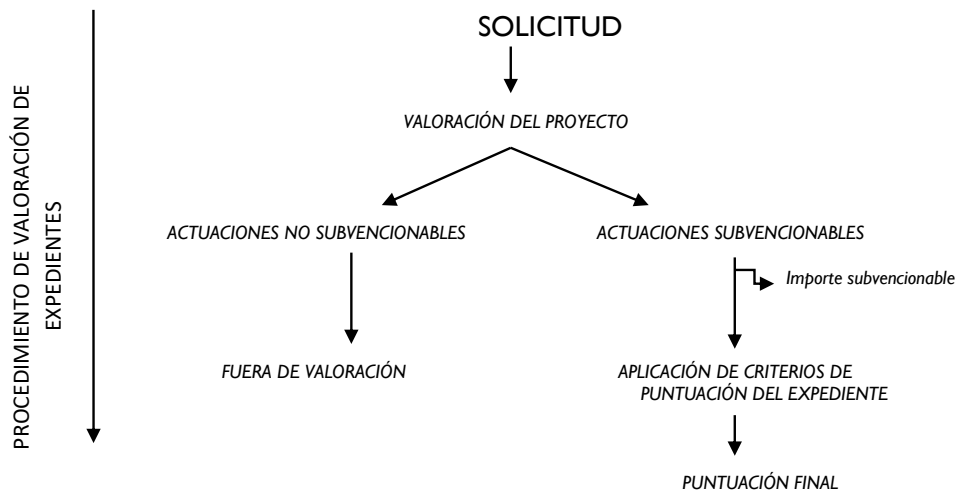 PROCEDIMIENTO DE VALORACIÓN DE
EXPEDIENTES
SOLICITUD
VALORACIÓN DEL PROYECTO
ACTUACIONES NO SUBVENCIONABLES
ACTUACIONES SUBVENCIONABLES
Importe subvencionable
FUERA DE VALORACIÓN
APLICACIÓN DE CRITERIOS DE
PUNTUACIÓN DEL EXPEDIENTE
PUNTUACIÓN FINAL